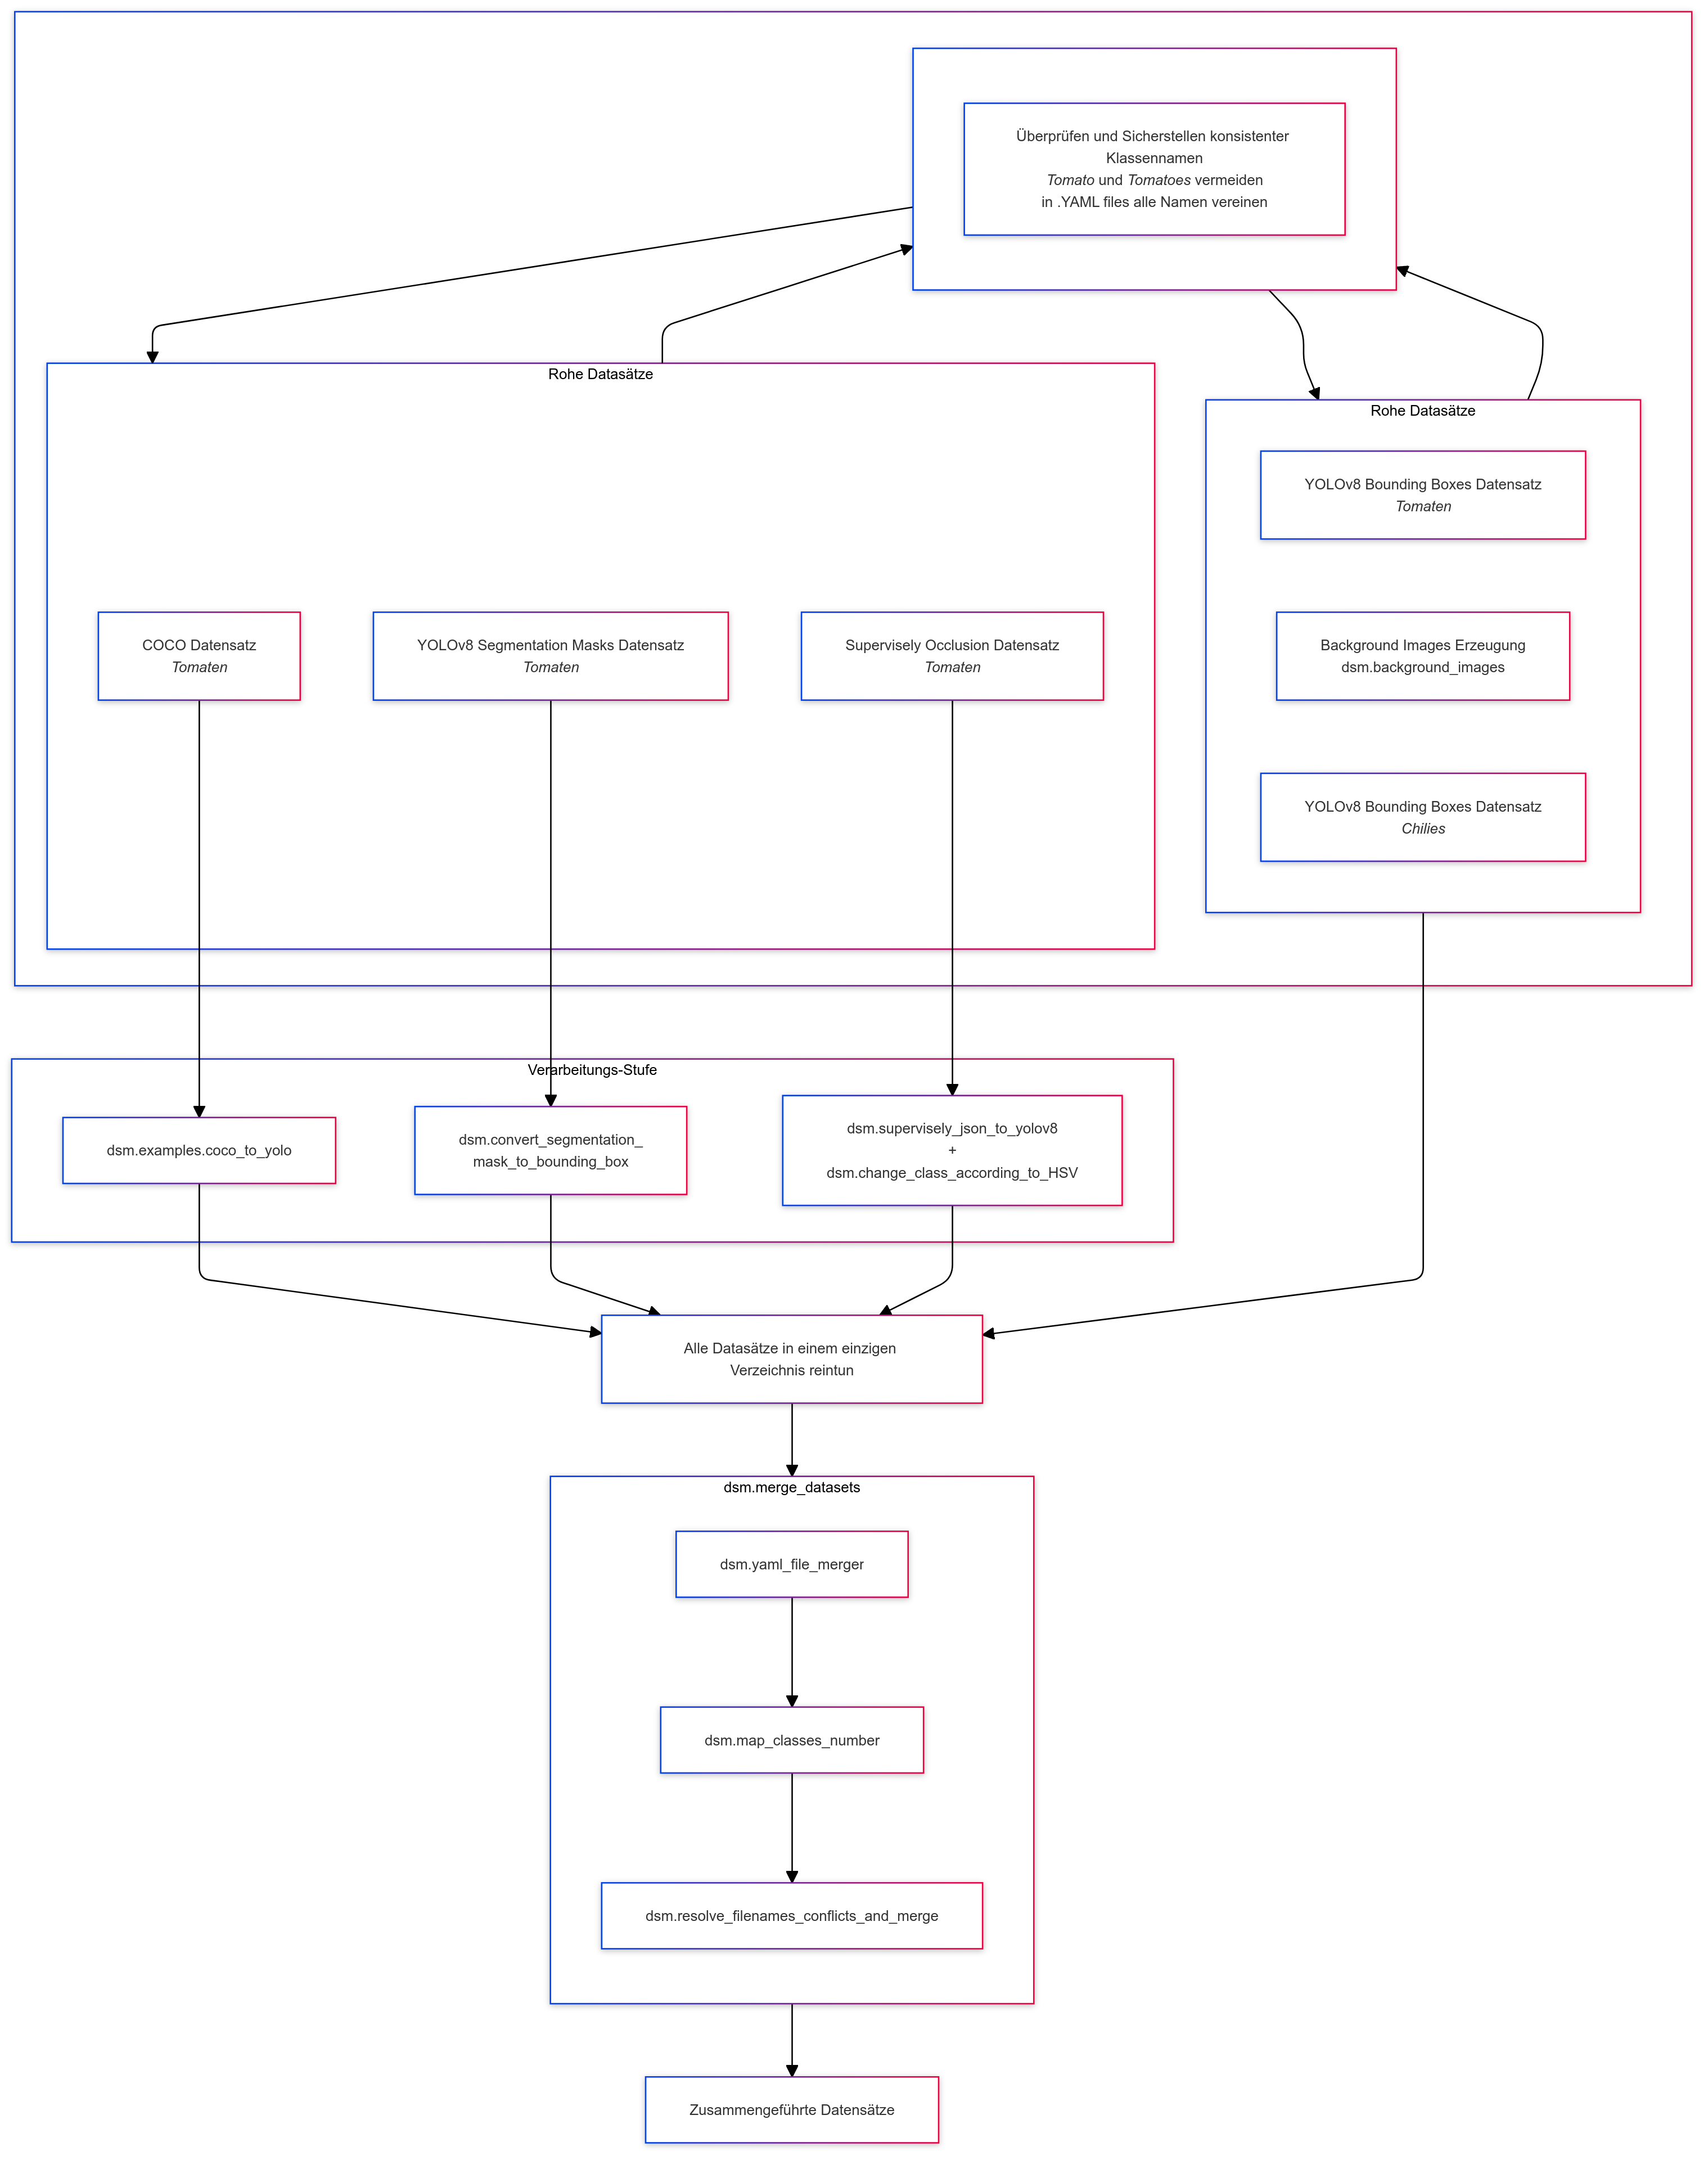 Überprüfen und Sicherstellen konsistenter
Klassennamen
Tomato und Tomatoes vermeiden
in .YAML files alle Namen vereinen
Rohe Datasätze
Rohe Datasätze
YOLOv8 Bounding Boxes Datensatz
Tomaten
COCO Datensatz
Tomaten
YOLOv8 Segmentation Masks Datensatz
Tomaten
Supervisely Occlusion Datensatz
Tomaten
Background Images Erzeugung
dsm.background_images
YOLOv8 Bounding Boxes Datensatz
Chilies
Verarbeitungs-Stufe
dsm.examples.coco_to_yolo
dsm.convert_segmentation_
mask_to_bounding_box
dsm.supervisely_json_to_yolov8
+
dsm.change_class_according_to_HSV
Alle Datasätze in einem einzigen
Verzeichnis reintun
dsm.merge_datasets
dsm.yaml_file_merger
dsm.map_classes_number
dsm.resolve_filenames_conflicts_and_merge
Zusammengeführte Datensätze